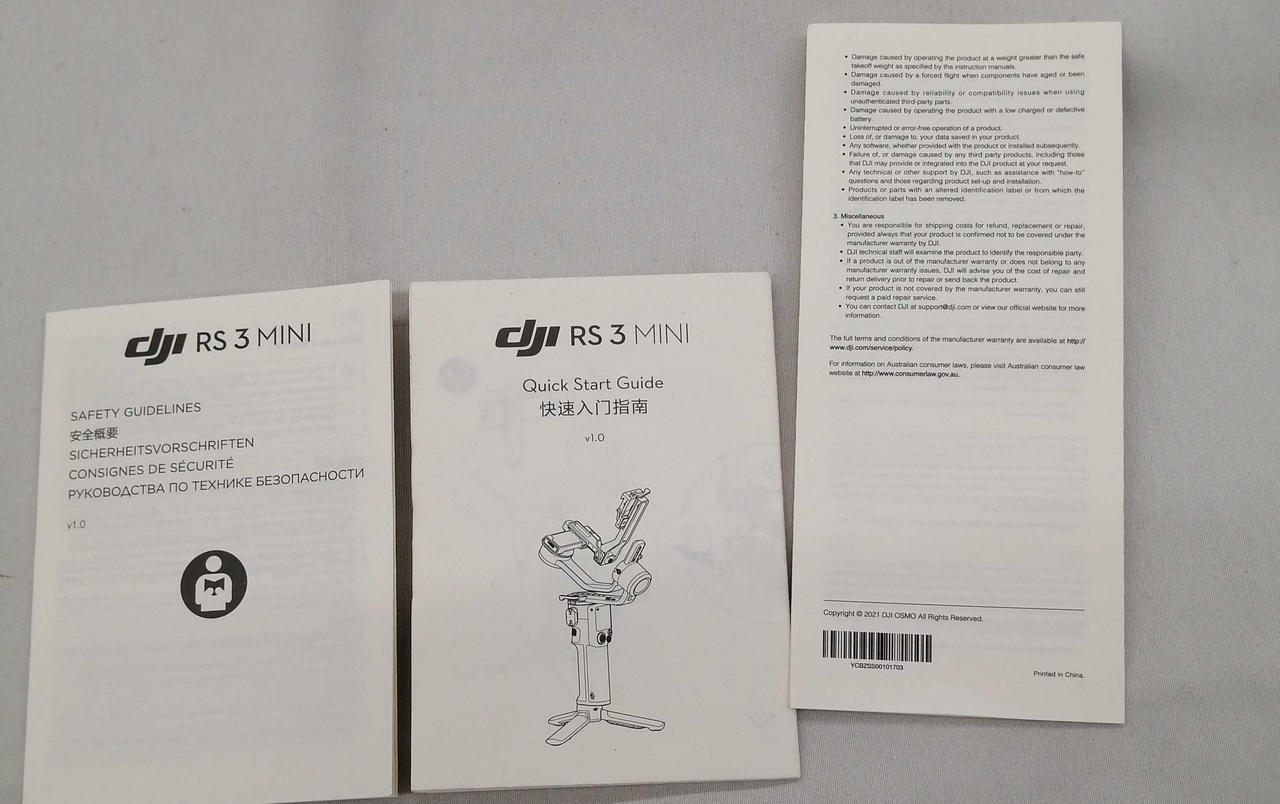 dji RS 3 MINI
SAFETY GUIDELINES
安全概要
SICHERHEITSVORSCHRIFTEN
CONSIGNES DE SÉCURITÉ
РУКОВОДСТВА ПО ТЕХНИКЕ БЕЗОПАСНОСТИ
v1.0
dji RS 3 MINI
Quick Start Guide
快速入门指南
v1.0
• Damage caused by operating the product at a weight greater than the safe
takeoff weight as specified by the instruction manuals.
• Damage caused by a forced flight when components have aged or been
damaged.
• Damage caused by reliability or compatibility issues when using
unauthenticated third-party parts.
• Damage caused by operating the product with a low charged or defective
battery.
• Uninterrupted or error-free operation of a product.
• Loss of, or damage to, your data saved in your product.
• Any software, whether provided with the product or installed subsequently.
• Failure of, or damage caused by any third party products, including those
that DJI may provide or integrated into the DJI product at your request.
• Any technical or other support by DJI, such as assistance with "how-to"
questions and those regarding product set-up and installation.
• Products or parts with an altered identification label or from which the
identification label has been removed.
3. Miscellaneous
• You are responsible for shipping costs for refund, replacement or repair,
provided always that your product is confirmed not to be covered under the
manufacturer warranty by DJI.
• DJI technical staff will examine the product to identify the responsible party.
• If a product is out of the manufacturer warranty or does not belong to any
manufacturer warranty issues, DJI will advise you of the cost of repair and
return delivery prior to repair or send back the product.
• If your product is not covered by the manufacturer warranty, you can still
request a paid repair service.
• You can contact DJI at support@dji.com or view our official website for more
information.
The full terms and conditions of the manufacturer warranty are available at http://
www.dji.com/service/policy.
For information on Australian consumer laws, please visit Australian consumer law
website at http://www.consumerlaw.gov.au.
Copyright © 2021 DJI OSMO All Rights Reserved.
YCBZSS00101703
Printed in China.